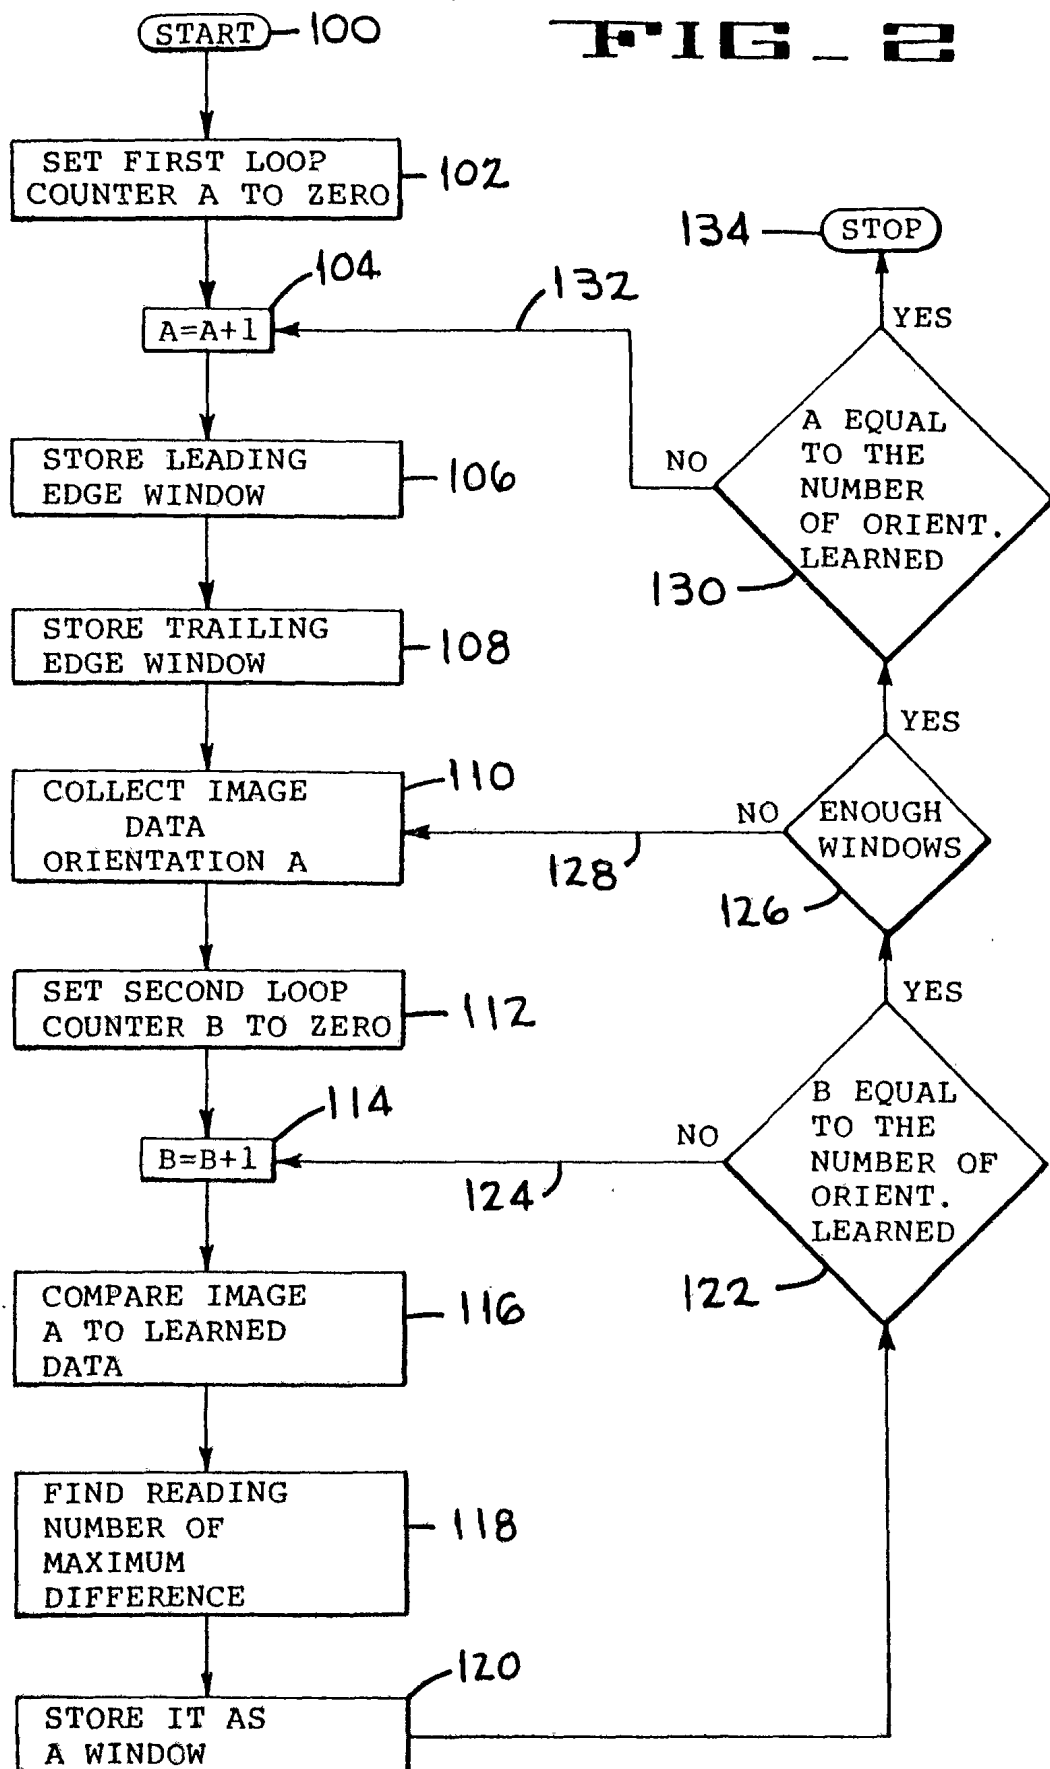 START
100
FIG_2
SET FIRST LOOP
COUNTER A TO ZERO
102
104
A=A+1
132
134
STOP
YES
STORE LEADING
EDGE WINDOW
106
NO
A EQUAL
TO THE
NUMBER
OF ORIENT.
LEARNED
130
STORE TRAILING
EDGE WINDOW
108
YES
COLLECT IMAGE
DATA
ORIENTATION A
110
NO
128
ENOUGH
WINDOWS
126
SET SECOND LOOP
COUNTER B TO ZERO
112
YES
114
B=B+1
NO
124
B EQUAL
TO THE
NUMBER OF
ORIENT.
LEARNED
122
COMPARE IMAGE
A TO LEARNED
DATA
116
FIND READING
NUMBER OF
MAXIMUM
DIFFERENCE
118
120
STORE IT AS
A WINDOW